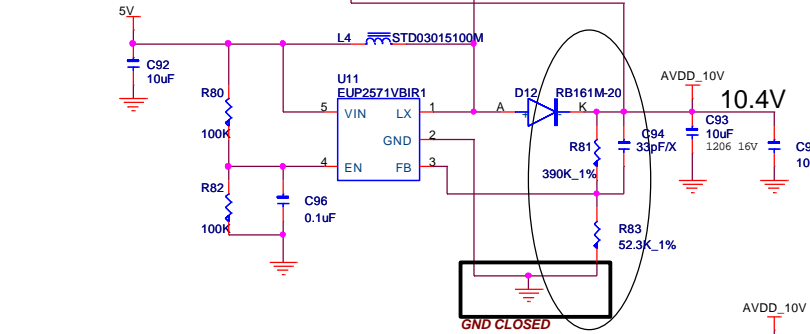 5V
L4
STD03015100M
C92
10uF
U11
EUP2571VBIR1
D12
RB161M-20
AVDD_10V
10.4V
R80
100K
5
VIN
LX
1
A
K
C93
10uF
1206 16V
C94
33pF/X
GND
2
R81
390K_1%
4
EN
FB
3
R82
100K
C96
0.1uF
R83
52.3K_1%
GND CLOSED
AVDD_10V